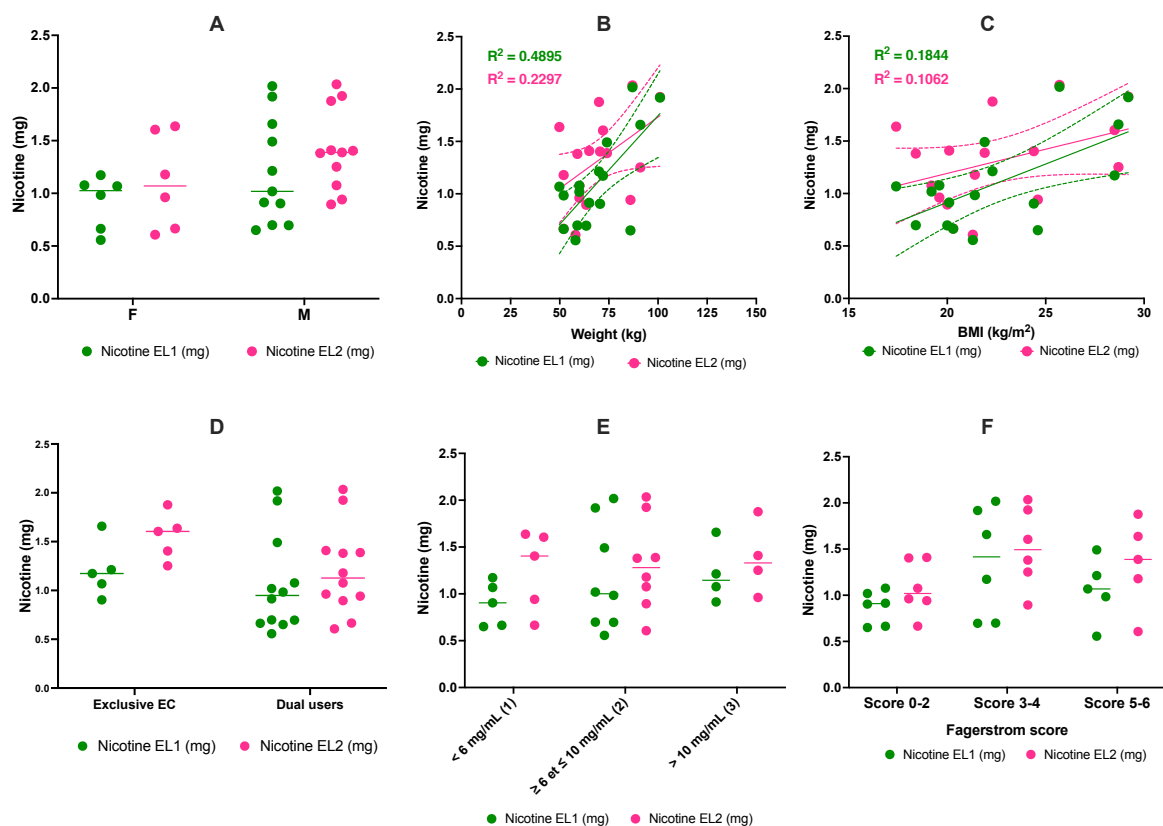 A
Nicotine (mg)
2.5
2.0
1.5
1.0
0.5
0.0
F
M
Nicotine EL1 (mg)
Nicotine EL2 (mg)
B
R² = 0.4895
R² = 0.2297
Nicotine (mg)
2.5
2.0
1.5
1.0
0.5
0.0
0
25
50
75
100
125
150
Weight (kg)
Nicotine EL1 (mg)
Nicotine EL2 (mg)
C
R² = 0.1844
R² = 0.1062
Nicotine (mg)
2.5
2.0
1.5
1.0
0.5
0.0
15
20
25
30
BMI (kg/m²)
Nicotine EL1 (mg)
Nicotine EL2 (mg)
D
Nicotine (mg)
2.5
2.0
1.5
1.0
0.5
0.0
Exclusive EC
Dual users
Nicotine EL1 (mg)
Nicotine EL2 (mg)
E
Nicotine (mg)
2.5
2.0
1.5
1.0
0.5
0.0
< 6 mg/mL (1)
≥ 6 et ≤ 10 mg/mL (2)
> 10 mg/mL (3)
Nicotine EL1 (mg)
Nicotine EL2 (mg)
F
Nicotine (mg)
2.5
2.0
1.5
1.0
0.5
0.0
Score 0-2
Score 3-4
Score 5-6
Fagerstrom score
Nicotine EL1 (mg)
Nicotine EL2 (mg)